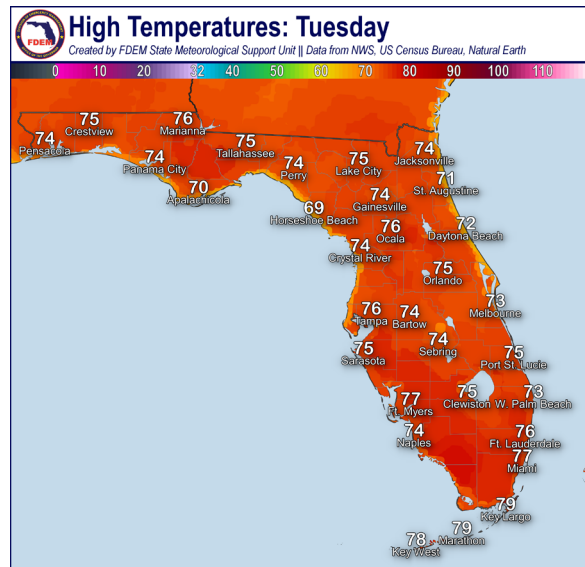 High Temperatures: Tuesday
Created by FDEM State Meteorological Support Unit || Data from NWS, US Census Bureau, Natural Earth
FDEM
0 10 20 32 40 50 60 70 80 90 100 110
74
Pensacola
75
Crestview
76
Marianna
74
Panama City
70
Apalachicola
75
Tallahassee
74
Perry
75
Lake City
74
Jacksonville
71
St. Augustine
69
Horseshoe Beach
74
Gainesville
76
Ocala
72
Daytona Beach
74
Crystal River
75
Orlando
73
Melbourne
76
Tampa
74
Bartow
74
Sebring
75
Sarasota
75
Port St. Lucie
77
Ft. Myers
75
Clewiston
73
W. Palm Beach
74
Naples
76
Ft. Lauderdale
77
Miami
79
Key Largo
79
Marathon
78
Key West